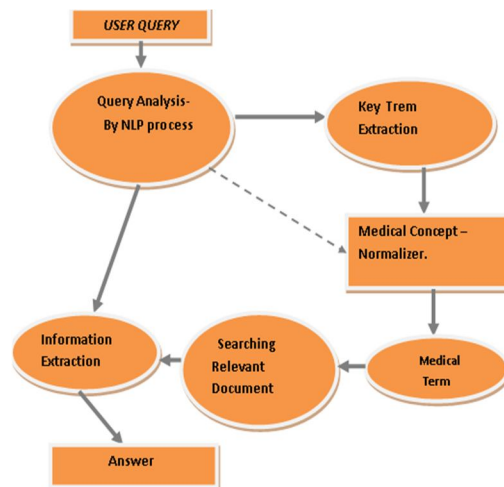 USER QUERY
Query Analysis-
By NLP process
Key Trem
Extraction
Medical Concept –
Normalizer.
Information
Extraction
Searching
Relevant
Document
Medical
Term
Answer